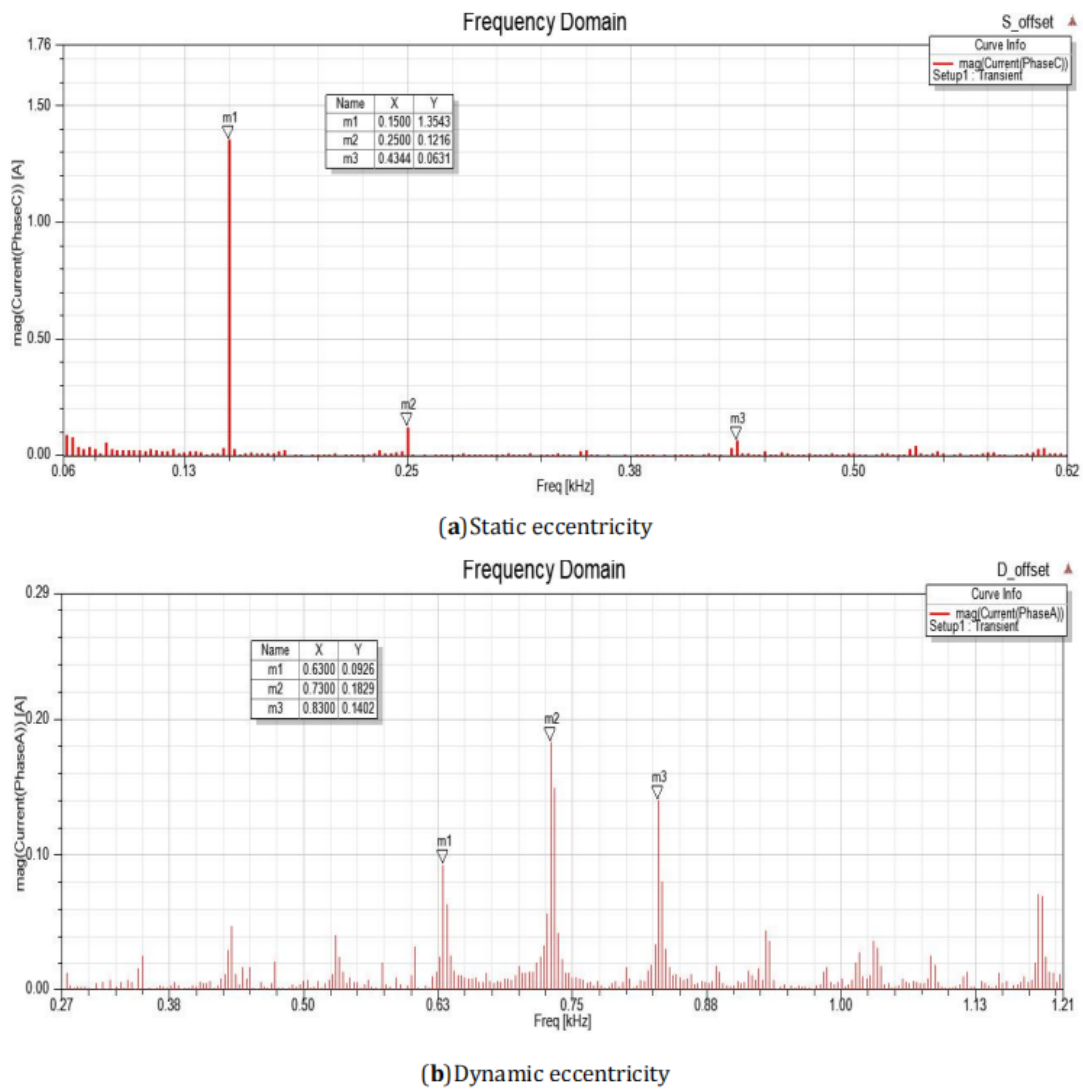 Frequency Domain
S_offset
1.76
1.50
1.00
0.50
0.00
mag(Current(PhaseC)) [A]
Curve Info
mag(Current(PhaseC))
Setup1 : Transient
Name X Y
m1 0.1500 1.3543
m2 0.2500 0.1216
m3 0.4344 0.0631
m1
m2
m3
0.06 0.13 0.25 0.38 0.50 0.62
Freq [kHz]
(a)Static eccentricity
Frequency Domain
D_offset
0.29
0.20
0.10
0.00
mag(Current(PhaseA)) [A]
Curve Info
mag(Current(PhaseA))
Setup1 : Transient
Name X Y
m1 0.6300 0.0926
m2 0.7300 0.1829
m3 0.8300 0.1402
m2
m3
m1
0.27 0.38 0.50 0.63 0.75 0.88 1.00 1.13 1.21
Freq [kHz]
(b)Dynamic eccentricity